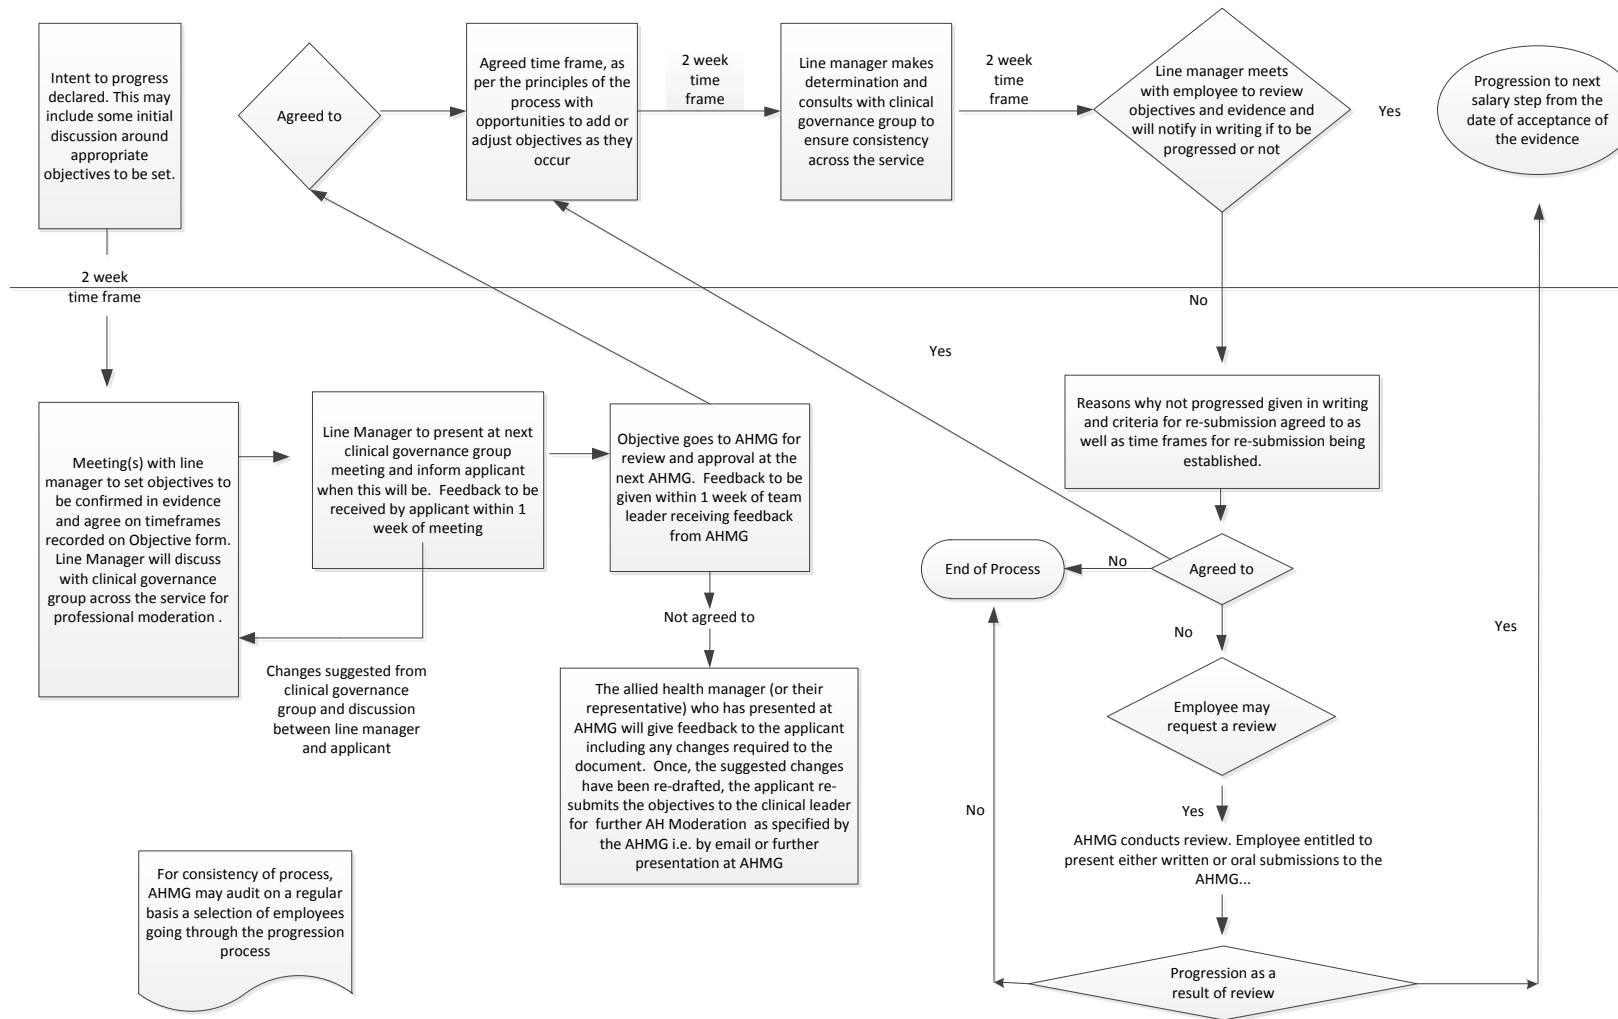 Intent to progress
declared. This may
include some initial
discussion around
appropriate
objectives to be set.
Agreed to
Agreed time frame, as
per the principles of the
process with
opportunities to add or
adjust objectives as they
occur
2 week
time
frame
Line manager makes
determination and
consults with clinical
governance group to
ensure consistency
across the service
2 week
time
frame
Line manager meets
with employee to review
objectives and evidence and
will notify in writing if to be
progressed or not
Yes
Progression to next
salary step from the
date of acceptance of
the evidence
2 week
time frame
No
Yes
Meeting(s) with line
manager to set objectives to
be confirmed in evidence
and agree on timeframes
recorded on Objective form.
Line Manager will discuss
with clinical governance
group across the service for
professional moderation .
Line Manager to present at next
clinical governance group
meeting and inform applicant
when this will be.  Feedback to be
received by applicant within 1
week of meeting
Objective goes to AHMG for
review and approval at the
next AHMG.  Feedback to be
given within 1 week of team
leader receiving feedback
from AHMG
Reasons why not progressed given in writing
and criteria for re-submission agreed to as
well as time frames for re-submission being
established.
End of Process
No
Agreed to
Not agreed to
No
Yes
Changes suggested from
clinical governance
group and discussion
between line manager
and applicant
The allied health manager (or their
representative) who has presented at
AHMG will give feedback to the applicant
including any changes required to the
document.  Once, the suggested changes
have been re-drafted, the applicant re-
submits the objectives to the clinical leader
for  further AH Moderation  as specified by
the AHMG i.e. by email or further
presentation at AHMG
Employee may
request a review
No
Yes
AHMG conducts review. Employee entitled to
present either written or oral submissions to the
AHMG...
For consistency of process,
AHMG may audit on a regular
basis a selection of employees
going through the progression
process
Progression as a
result of review